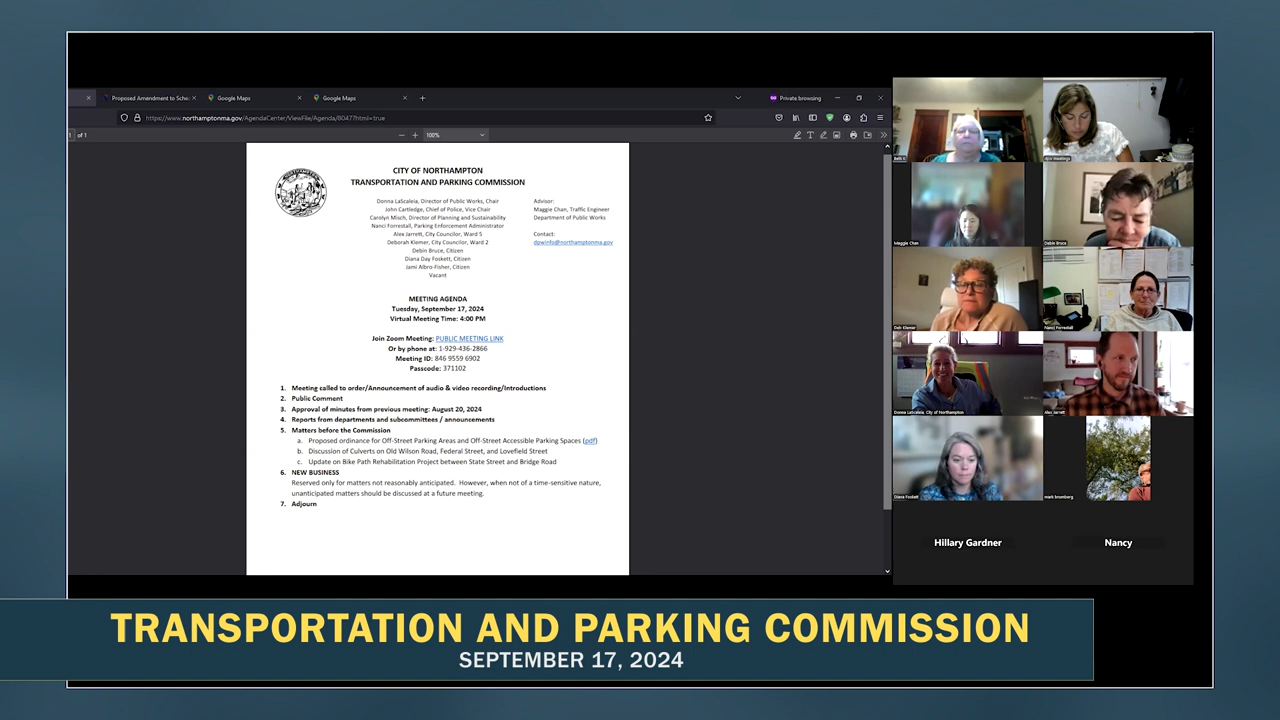 Proposed Amendment to Sche
Google Maps
Google Maps
Private browsing
https://www.northamptonma.gov/AgendaCenter/ViewFile/Agenda/8047?html=true
1 of 1
100%
CITY OF NORTHAMPTON
TRANSPORTATION AND PARKING COMMISSION
Donna LaScaleia, Director of Public Works, Chair
John Cartledge, Chief of Police, Vice Chair
Carolyn Misch, Director of Planning and Sustainability
Nanci Forrestall, Parking Enforcement Administrator
Alex Jarrett, City Councilor, Ward 5
Deborah Klemer, City Councilor, Ward 2
Debin Bruce, Citizen
Diana Day Foskett, Citizen
Jami Albro-Fisher, Citizen
Vacant
Advisor:
Maggie Chan, Traffic Engineer
Department of Public Works
Contact:
dpwinfo@northamptonma.gov
MEETING AGENDA
Tuesday, September 17, 2024
Virtual Meeting Time: 4:00 PM
Join Zoom Meeting: PUBLIC MEETING LINK
Or by phone at: 1-929-436-2866
Meeting ID: 846 9559 6902
Passcode: 371102
1. Meeting called to order/Announcement of audio & video recording/Introductions
2. Public Comment
3. Approval of minutes from previous meeting: August 20, 2024
4. Reports from departments and subcommittees / announcements
5. Matters before the Commission
a. Proposed ordinance for Off-Street Parking Areas and Off-Street Accessible Parking Spaces (pdf)
b. Discussion of Culverts on Old Wilson Road, Federal Street, and Lovefield Street
c. Update on Bike Path Rehabilitation Project between State Street and Bridge Road
6. NEW BUSINESS
Reserved only for matters not reasonably anticipated. However, when not of a time-sensitive nature,
unanticipated matters should be discussed at a future meeting.
7. Adjourn
Maggie Chan
Debin Bruce
Deb Klemer
Nanci Forrestall
Donna LaScaleia, City of Northampton
Alex Jarrett
Diana Foskett
mark brumberg
Hillary Gardner
Nancy
TRANSPORTATION AND PARKING COMMISSION
SEPTEMBER 17, 2024